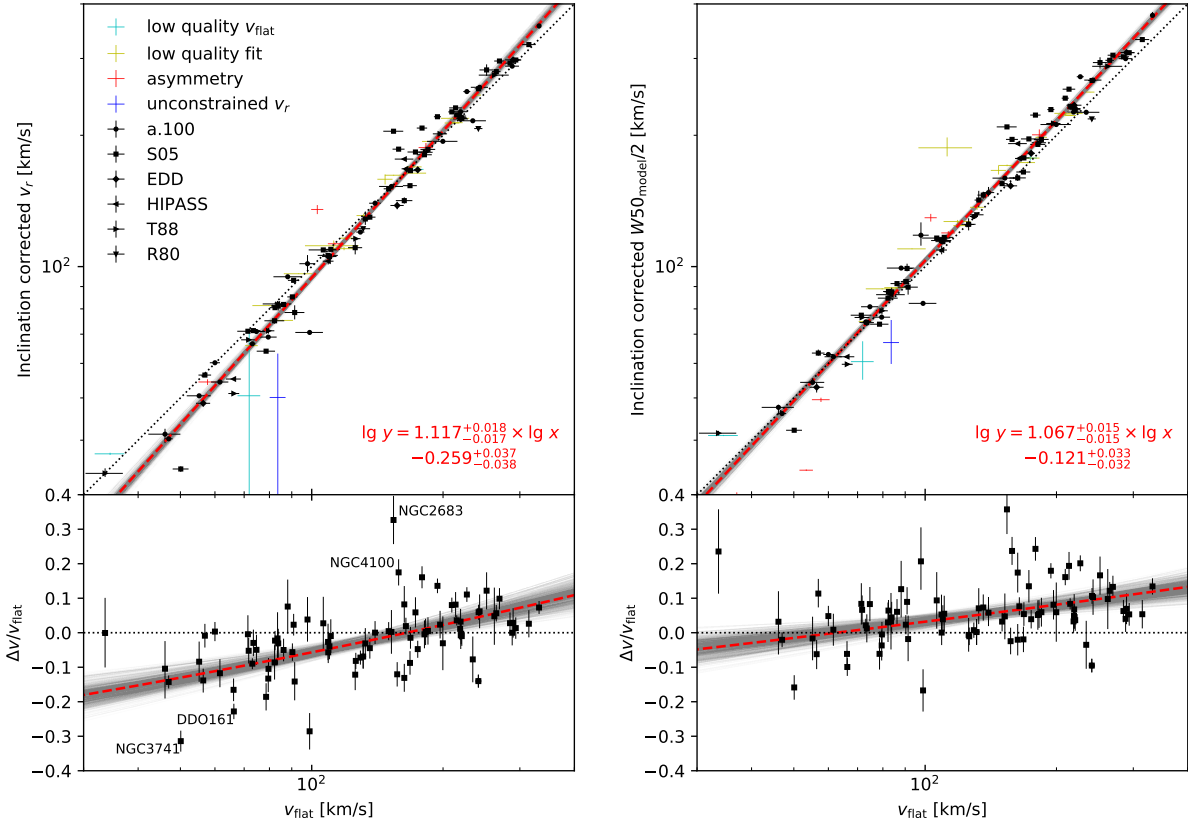 low quality v_flat
low quality fit
asymmetry
unconstrained v_r
a.100
S05
EDD
HIPASS
T88
R80
Inclination corrected v_r [km/s]
10^2
0.4
lg y = 1.117^{+0.018}_{-0.017} × lg x
−0.259^{+0.037}_{-0.038}
Δv/v_flat
0.3
0.2
0.1
0.0
−0.1
−0.2
−0.3
−0.4
NGC2683
NGC4100
DDO161
NGC3741
10^2
v_flat [km/s]
Inclination corrected W50_model/2 [km/s]
10^2
0.4
lg y = 1.067^{+0.015}_{-0.015} × lg x
−0.121^{+0.033}_{-0.032}
Δv/v_flat
0.3
0.2
0.1
0.0
−0.1
−0.2
−0.3
−0.4
10^2
v_flat [km/s]